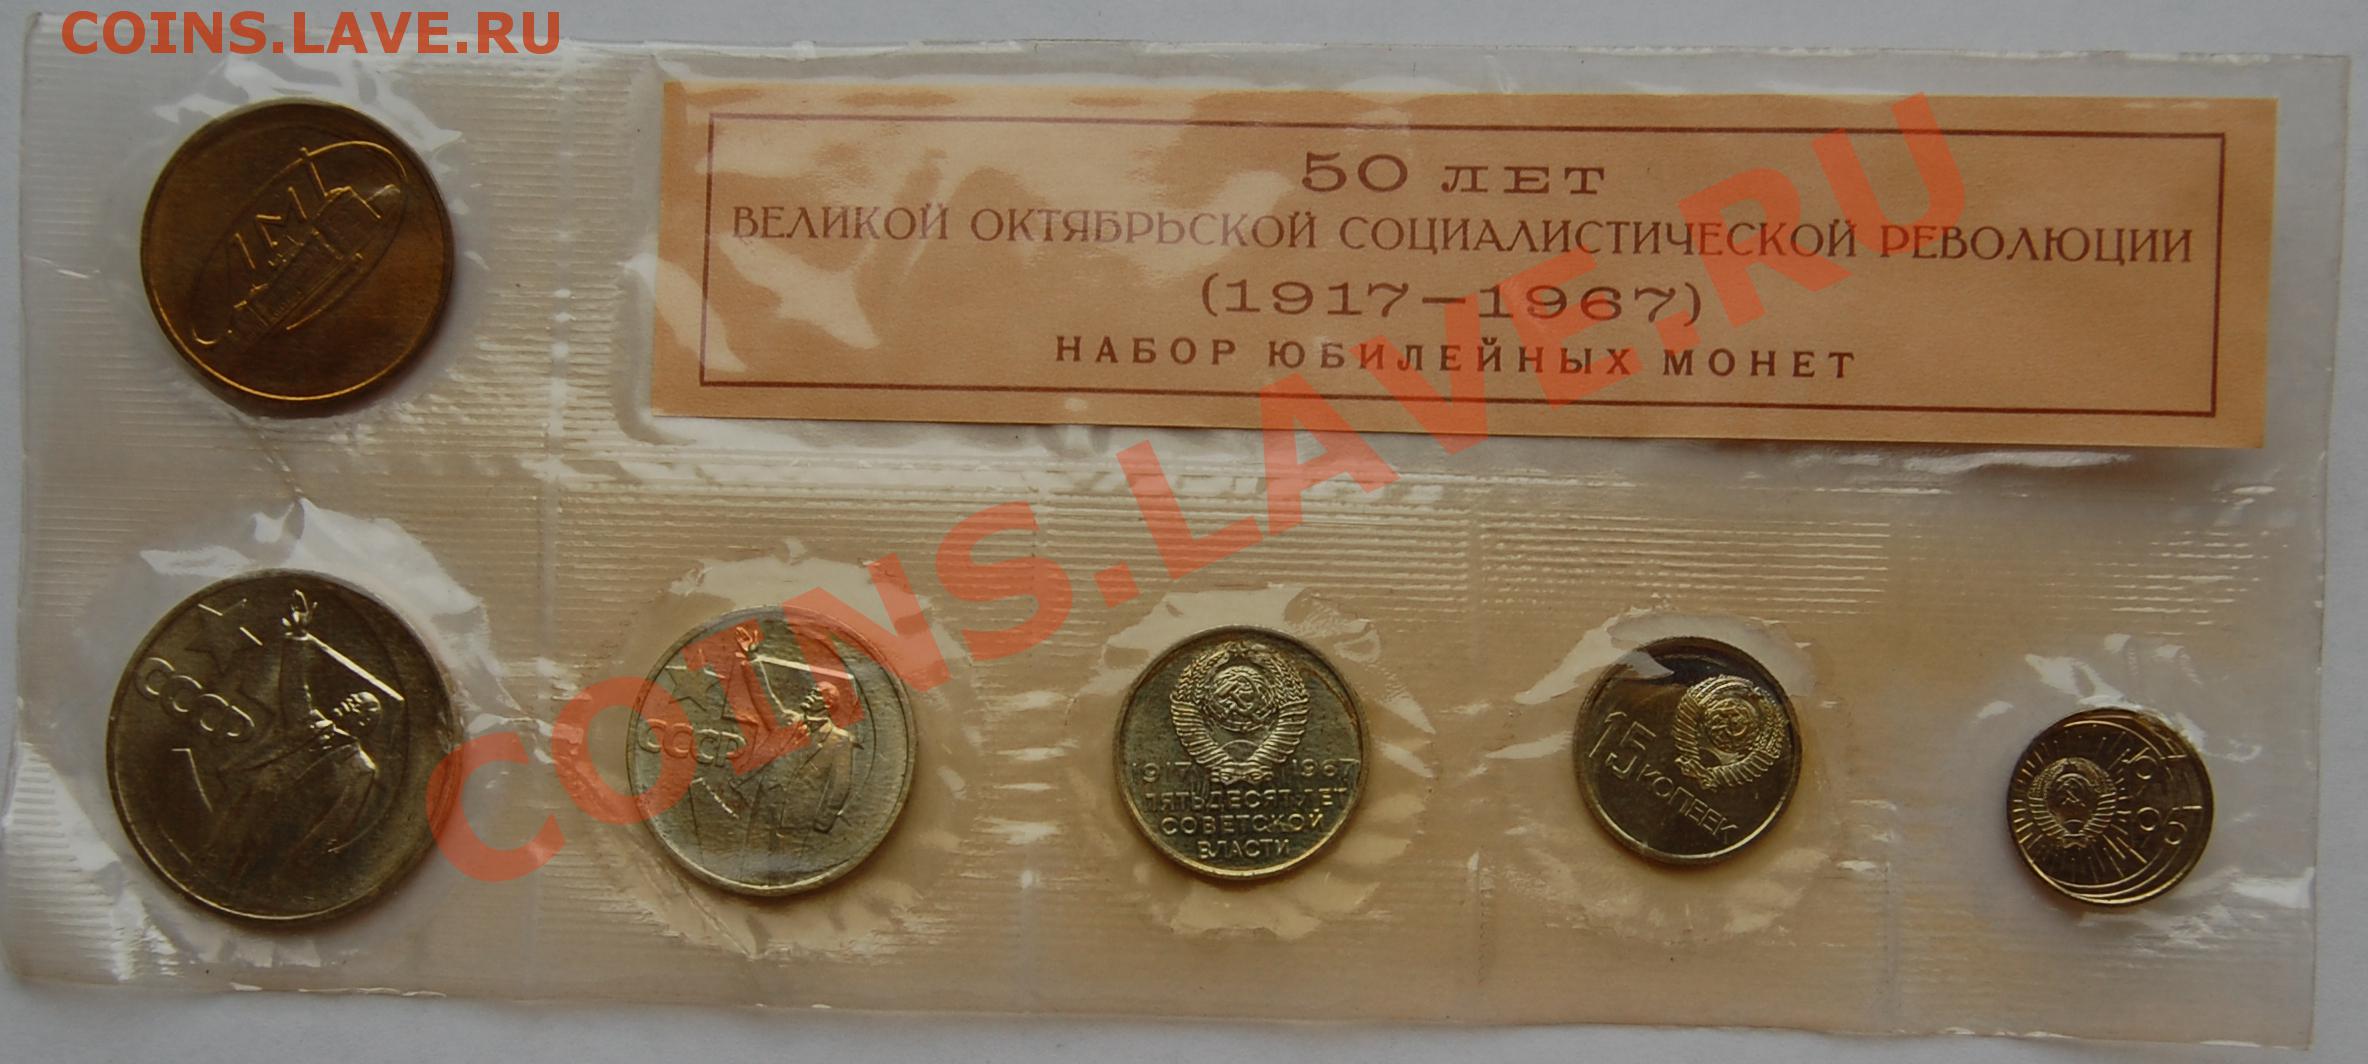 COINS.LAVE.RU
50 ЛЕТ
ВЕЛИКОЙ ОКТЯБРЬСКОЙ СОЦИАЛИСТИЧЕСКОЙ РЕВОЛЮЦИИ
(1917–1967)
НАБОР ЮБИЛЕЙНЫХ МОНЕТ
COINS.LAVE.RU
СССР
СССР
1917 1967
ПЯТЬДЕСЯТ ЛЕТ
СОВЕТСКОЙ
ВЛАСТИ
15
КОПЕЕК